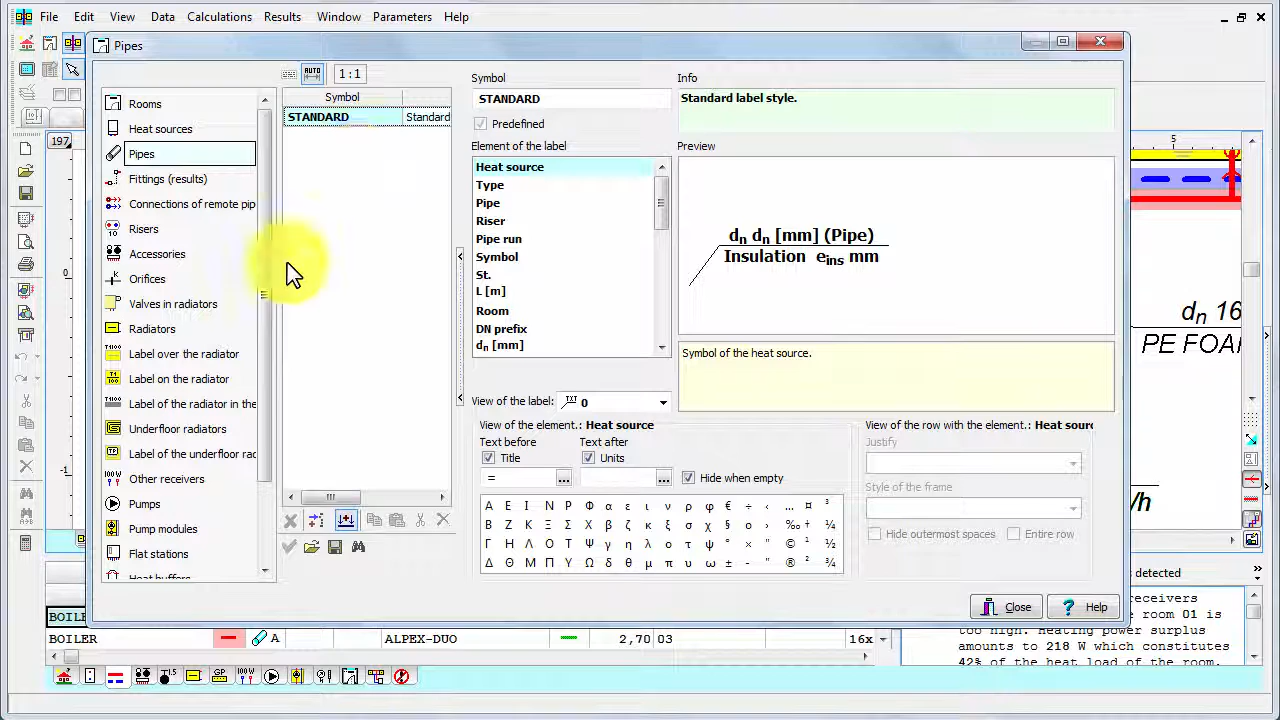 File Edit View Data Calculations Results Window Parameters Help
Pipes
1 : 1
Rooms
Heat sources
Pipes
Fittings (results)
Connections of remote pip
Risers
Accessories
Orifices
Valves in radiators
Radiators
Label over the radiator
Label on the radiator
Label of the radiator in the
Underfloor radiators
Label of the underfloor rac
Other receivers
Pumps
Pump modules
Flat stations
Heat buffers
Symbol
STANDARD Standard
Symbol
STANDARD
Predefined
Element of the label
Heat source
Type
Pipe
Riser
Pipe run
Symbol
St.
L [m]
Room
DN prefix
dn [mm]
View of the label: TXT 0
Info
Standard label style.
Preview
dn dn [mm] (Pipe)
Insulation eins mm
Symbol of the heat source.
View of the element.: Heat source
Text before Text after
Title Units
= ... ... Hide when empty
View of the row with the element.: Heat sourc
Justify
Style of the frame
Hide outermost spaces Entire row
Close Help
197
0
-1
5
dn 16
PE FOA
/h
s detected
receivers
he room 01 is
too high. Heating power surplus
amounts to 218 W which constitutes
42% of the heat load of the room.
BOILE
BOILER A ALPEX-DUO 2,70 03 16x